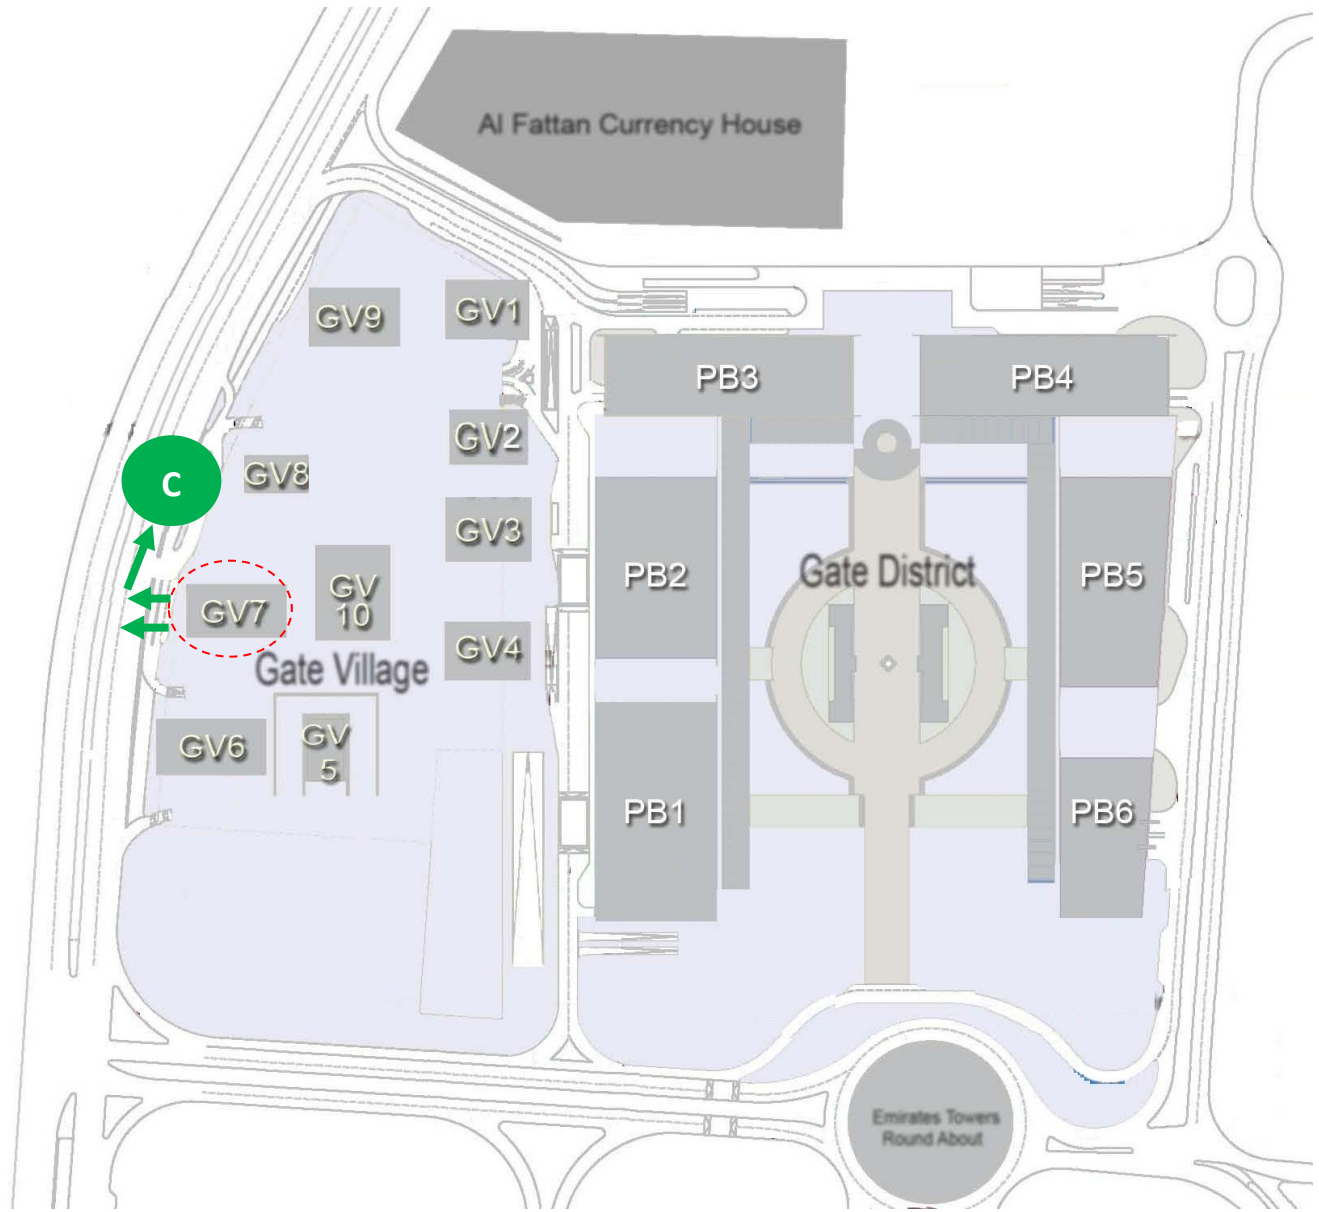 Al Fattan Currency House
GV9
GV1
PB3
PB4
GV2
C
GV8
GV3
Gate District
PB2
PB5
GV
10
GV7
GV4
Gate Village
GV6
GV
5
PB1
PB6
Emirates Towers
Round About